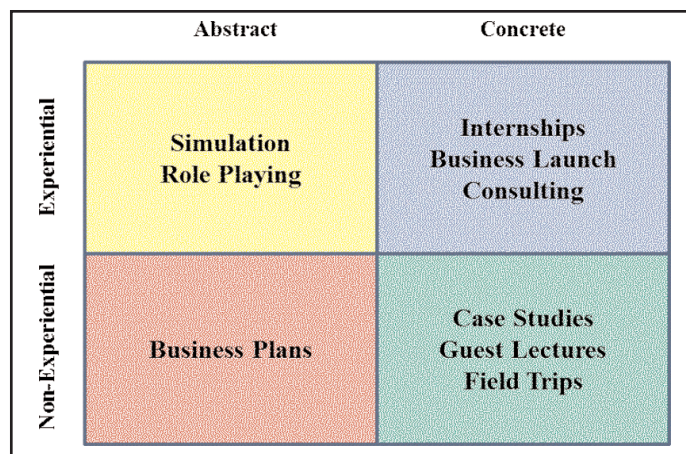 Abstract
Concrete
Experiential
Simulation
Role Playing
Internships
Business Launch
Consulting
Non-Experiential
Business Plans
Case Studies
Guest Lectures
Field Trips